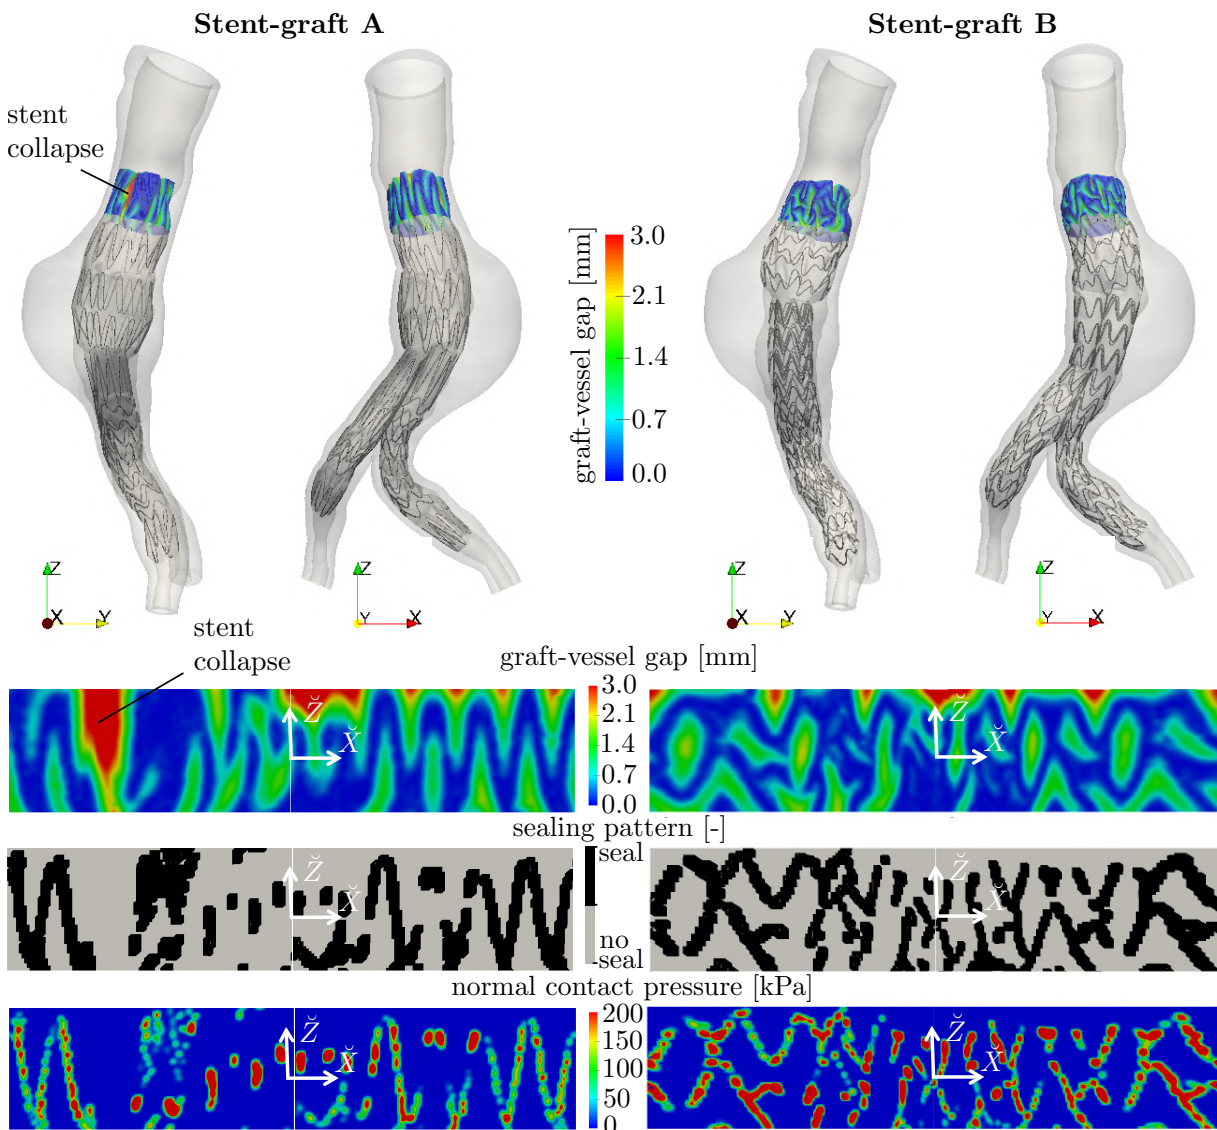 Stent-graft A
Stent-graft B
stent
collapse
graft-vessel gap [mm]
3.0
2.1
1.4
0.7
0.0
Z
X
Y
Z
Y
X
Z
X
Y
Z
Y
X
stent
collapse
graft-vessel gap [mm]
Z̆
X̆
3.0
2.1
1.4
0.7
0.0
Z̆
X̆
sealing pattern [-]
Z̆
X̆
seal
no
seal
Z̆
X̆
normal contact pressure [kPa]
Z̆
X̆
200
150
100
50
0
Z̆
X̆